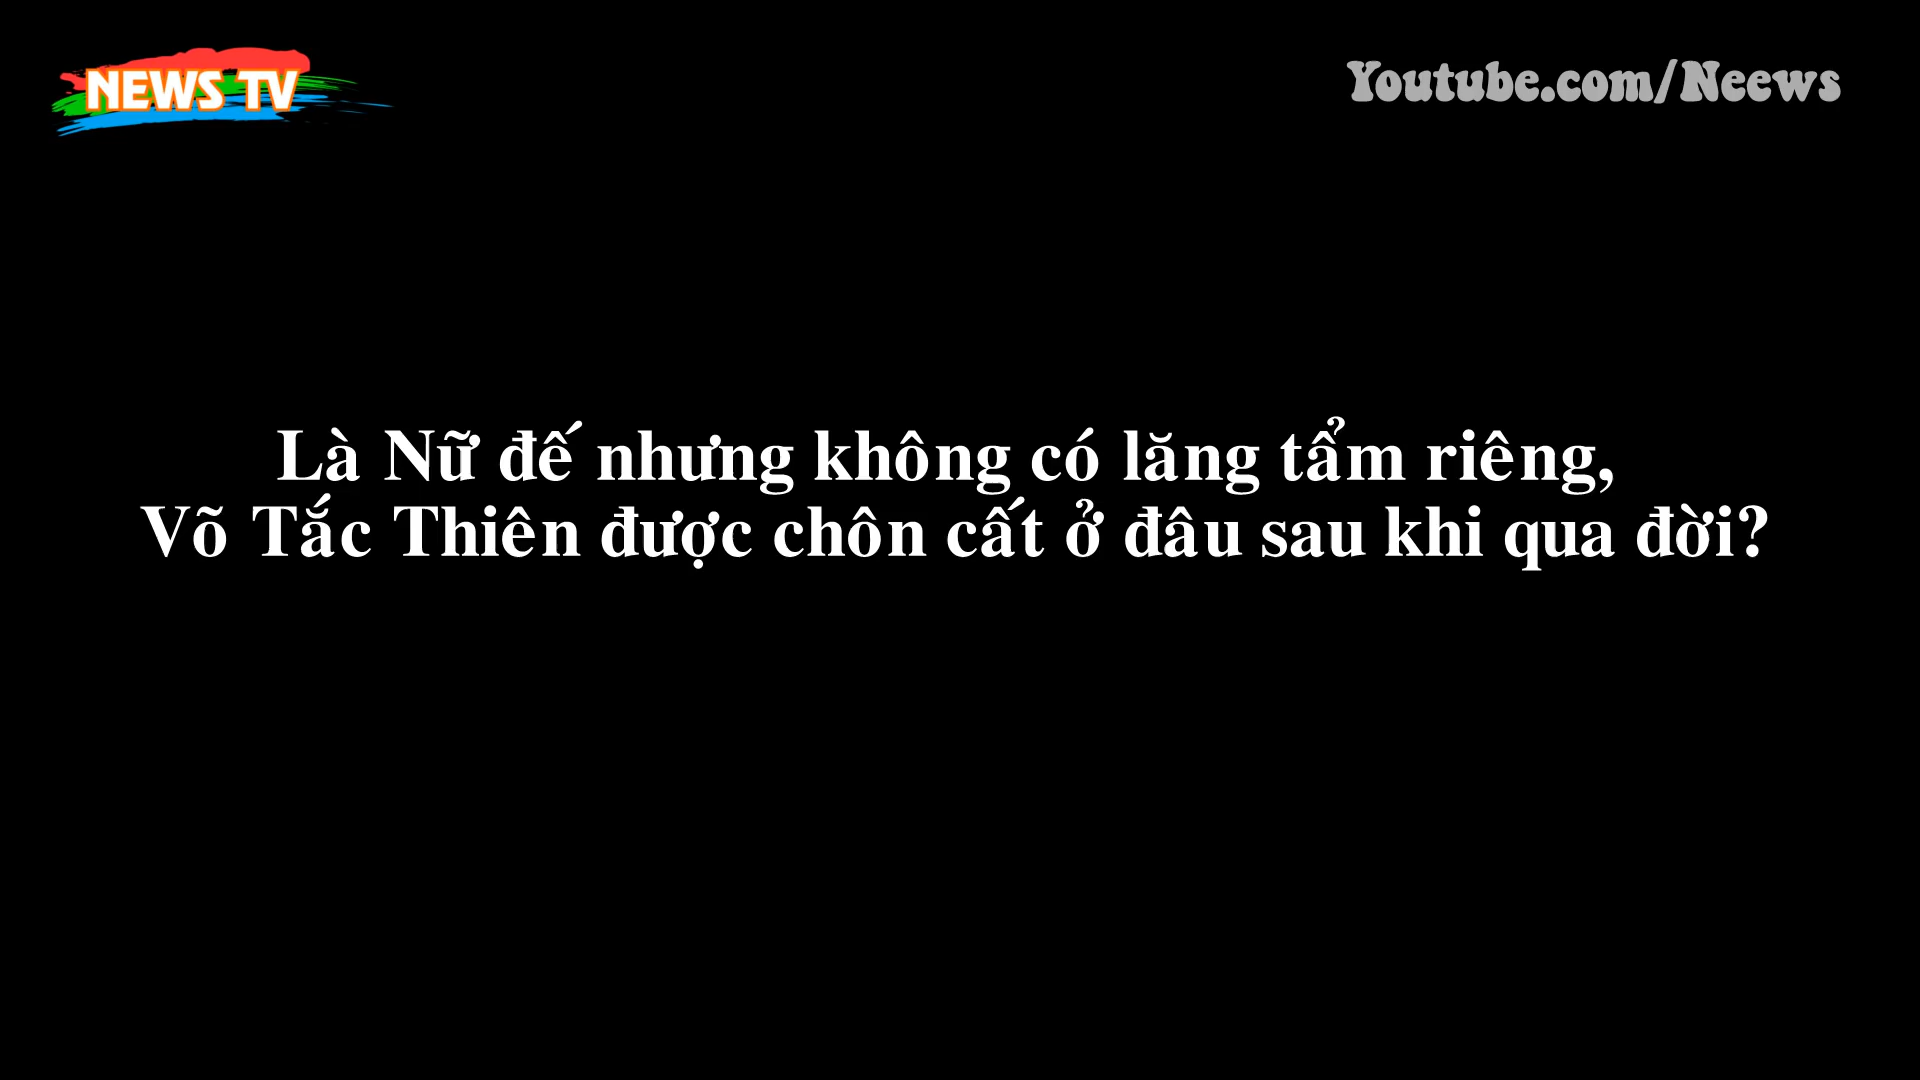 NEWS TV
Youtube.com/Neews
Là Nữ đế nhưng không có lăng tẩm riêng,
Võ Tắc Thiên được chôn cất ở đâu sau khi qua đời?